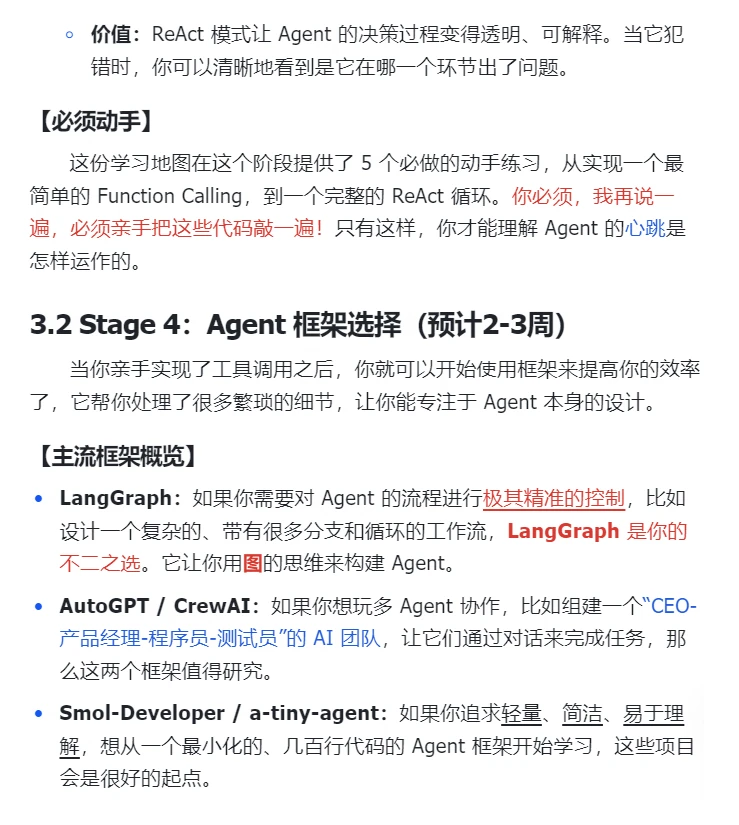 价值：ReAct 模式让 Agent 的决策过程变得透明、可解释。当它犯
错时，你可以清晰地看到是它在哪一个环节出了问题。
【必须动手】
这份学习地图在这个阶段提供了 5 个必做的动手练习，从实现一个最
简单的 Function Calling，到一个完整的 ReAct 循环。你必须，我再说一
遍，必须亲手把这些代码敲一遍！只有这样，你才能理解 Agent 的心跳是
怎样运作的。
3.2 Stage 4：Agent 框架选择（预计2-3周）
当你亲手实现了工具调用之后，你就可以开始使用框架来提高你的效率
了，它帮你处理了很多繁琐的细节，让你能专注于 Agent 本身的设计。
【主流框架概览】
LangGraph：如果你需要对 Agent 的流程进行极其精准的控制，比如
设计一个复杂的、带有很多分支和循环的工作流，LangGraph 是你的
不二之选。它让你用图的思维来构建 Agent。
AutoGPT / CrewAI：如果你想玩多 Agent 协作，比如组建一个“CEO-
产品经理-程序员-测试员”的 AI 团队，让它们通过对话来完成任务，那
么这两个框架值得研究。
Smol-Developer / a-tiny-agent：如果你追求轻量、简洁、易于理
解，想从一个最小化的、几百行代码的 Agent 框架开始学习，这些项目
会是很好的起点。